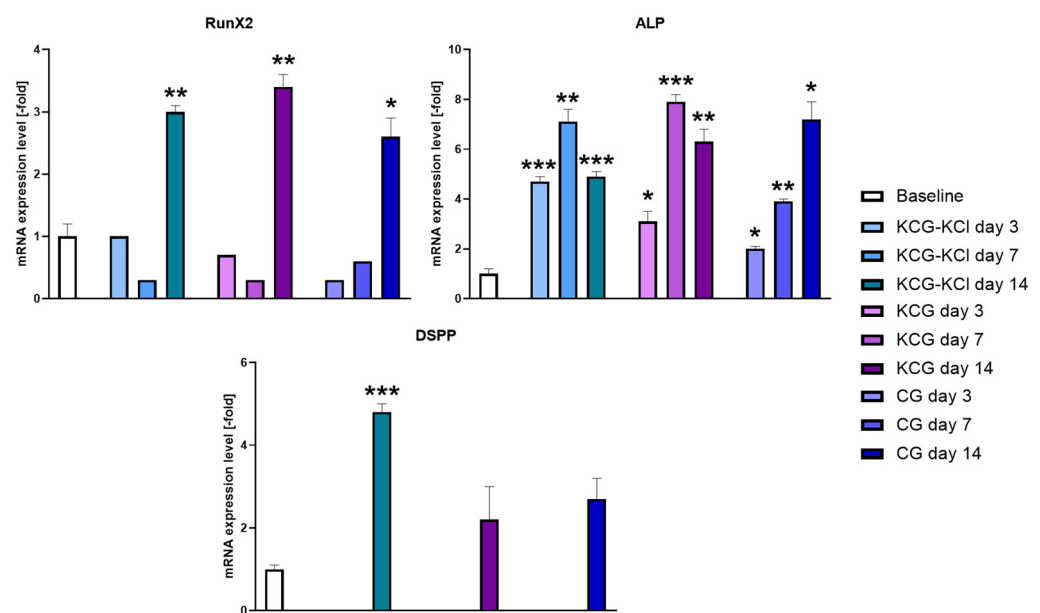 RunX2
mRNA expression level [-fold]
4
3
2
1
0
**
**
*
ALP
mRNA expression level [-fold]
10
8
6
4
2
0
***
**
***
*
***
**
*
**
*
DSPP
mRNA expression level [-fold]
6
4
2
0
***
Baseline
KCG-KCl day 3
KCG-KCl day 7
KCG-KCl day 14
KCG day 3
KCG day 7
KCG day 14
CG day 3
CG day 7
CG day 14